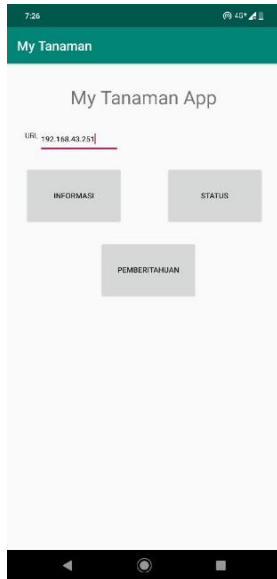 7:26 4G+
My Tanaman
My Tanaman App
URL 192.168.43.251
INFORMASI STATUS
PEMBERITAHUAN